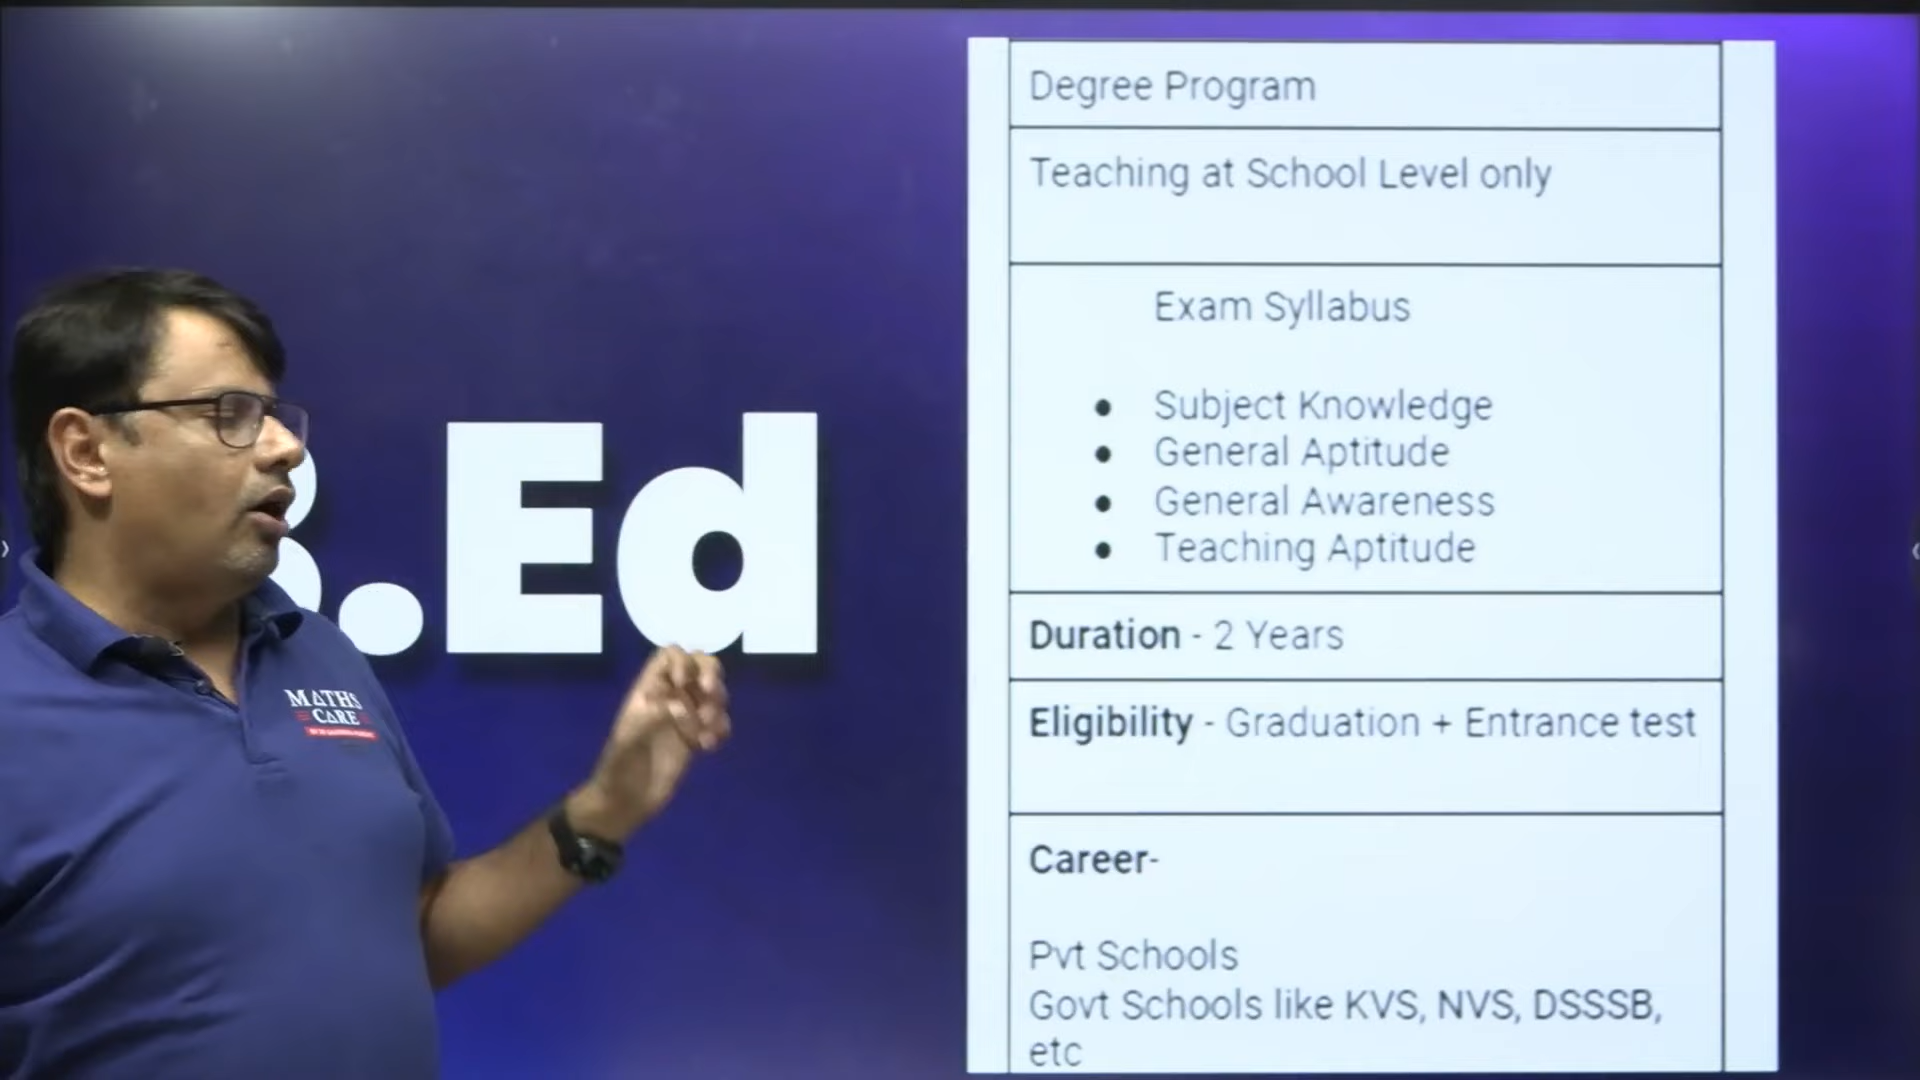 B.Ed
Degree Program
Teaching at School Level only
Exam Syllabus
● Subject Knowledge
● General Aptitude
● General Awareness
● Teaching Aptitude
Duration - 2 Years
Eligibility - Graduation + Entrance test
Career-
Pvt Schools
Govt Schools like KVS, NVS, DSSSB,
etc
MATHS
CARE